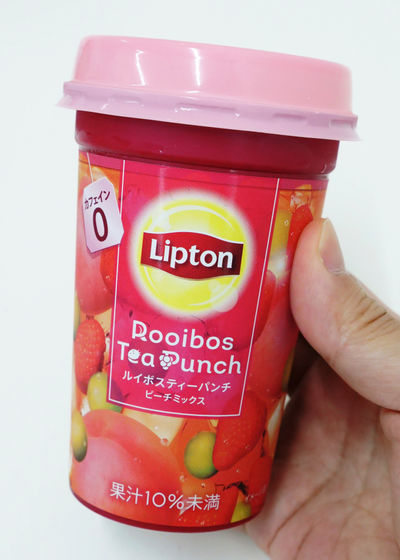 カフェイン
0
Lipton
Rooibos
Tea Punch
ルイボスティーパンチ
ピーチミックス
果汁10%未満